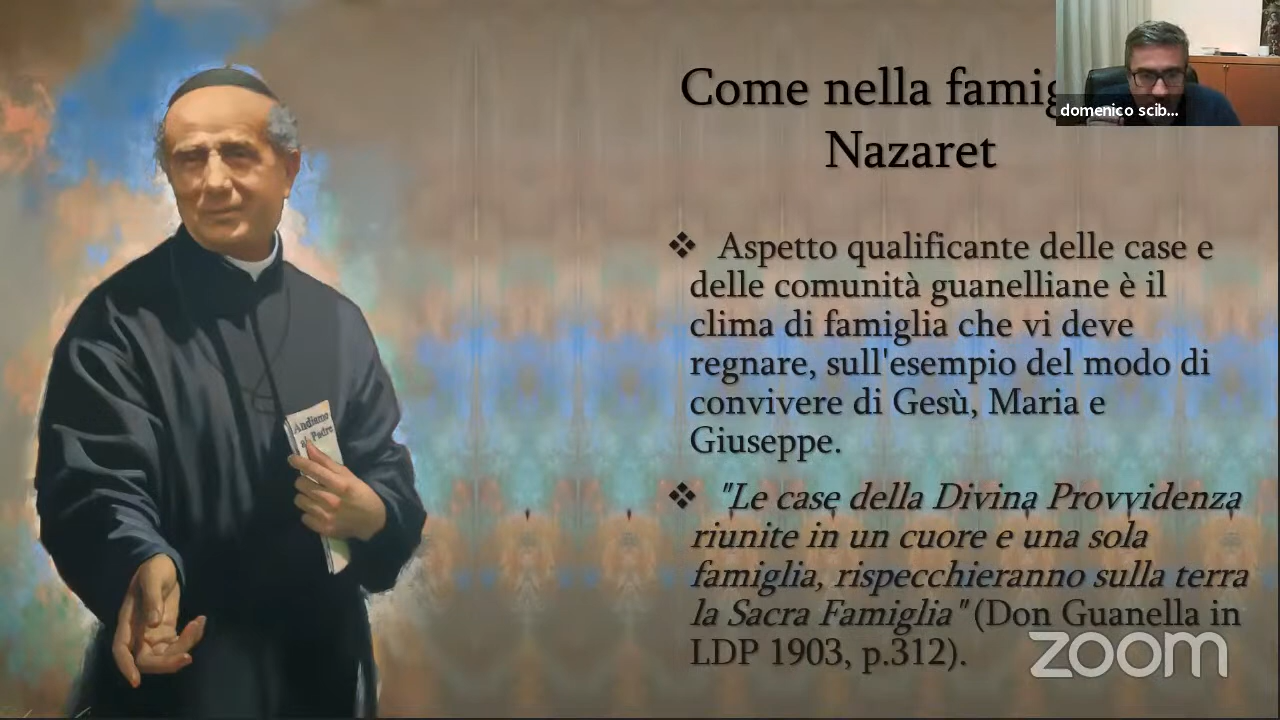 Come nella famig
Nazaret
domenico scib...
❖ Aspetto qualificante delle case e
delle comunità guanelliane è il
clima di famiglia che vi deve
regnare, sull'esempio del modo di
convivere di Gesù, Maria e
Giuseppe.
❖ "Le case della Divina Provvidenza
riunite in un cuore e una sola
famiglia, rispecchieranno sulla terra
la Sacra Famiglia" (Don Guanella in
LDP 1903, p.312).
Andiamo
al Padre
zoom